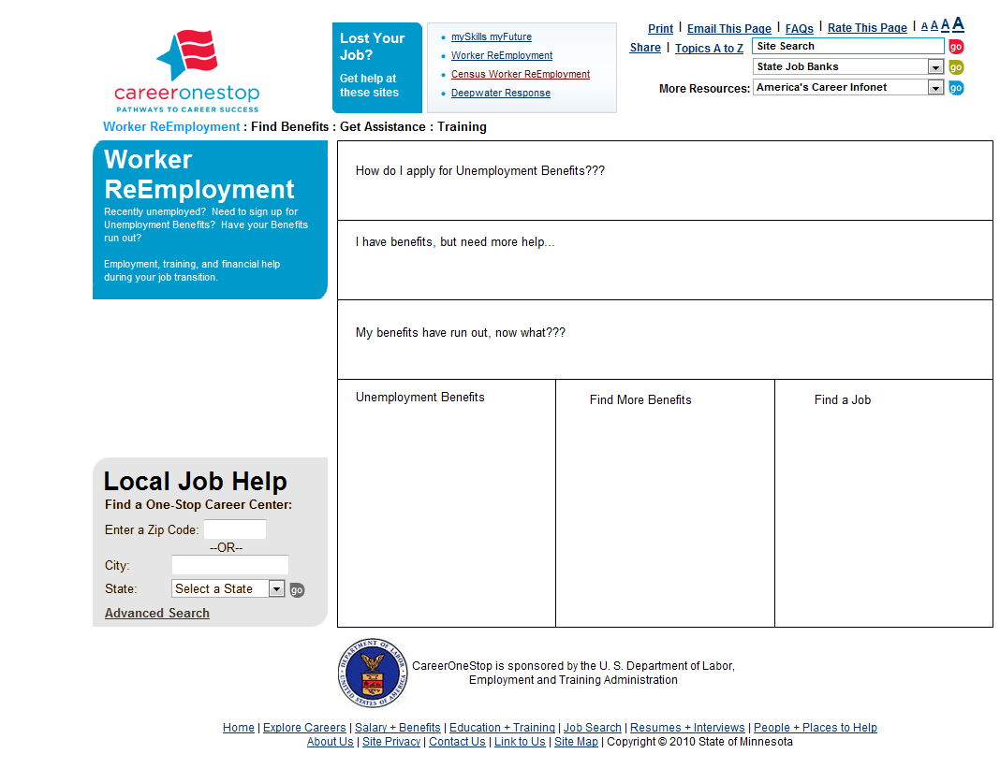 careeronestop
PATHWAYS TO CAREER SUCCESS
Lost Your
Job?
Get help at
these sites
mySkills myFuture
Worker ReEmployment
Census Worker ReEmployment
Deepwater Response
Print | Email This Page | FAQs | Rate This Page | A A A A
Share | Topics A to Z Site Search go
State Job Banks go
More Resources: America's Career Infonet go
Worker ReEmployment : Find Benefits : Get Assistance : Training
Worker
ReEmployment
Recently unemployed? Need to sign up for
Unemployment Benefits? Have your Benefits
run out?
Employment, training, and financial help
during your job transition.
How do I apply for Unemployment Benefits???
I have benefits, but need more help...
My benefits have run out, now what???
Unemployment Benefits
Find More Benefits
Find a Job
Local Job Help
Find a One-Stop Career Center:
Enter a Zip Code:
--OR--
City:
State: Select a State go
Advanced Search
DEPARTMENT OF LABOR
UNITED STATES OF AMERICA
CareerOneStop is sponsored by the U. S. Department of Labor,
Employment and Training Administration
Home | Explore Careers | Salary + Benefits | Education + Training | Job Search | Resumes + Interviews | People + Places to Help
About Us | Site Privacy | Contact Us | Link to Us | Site Map | Copyright © 2010 State of Minnesota